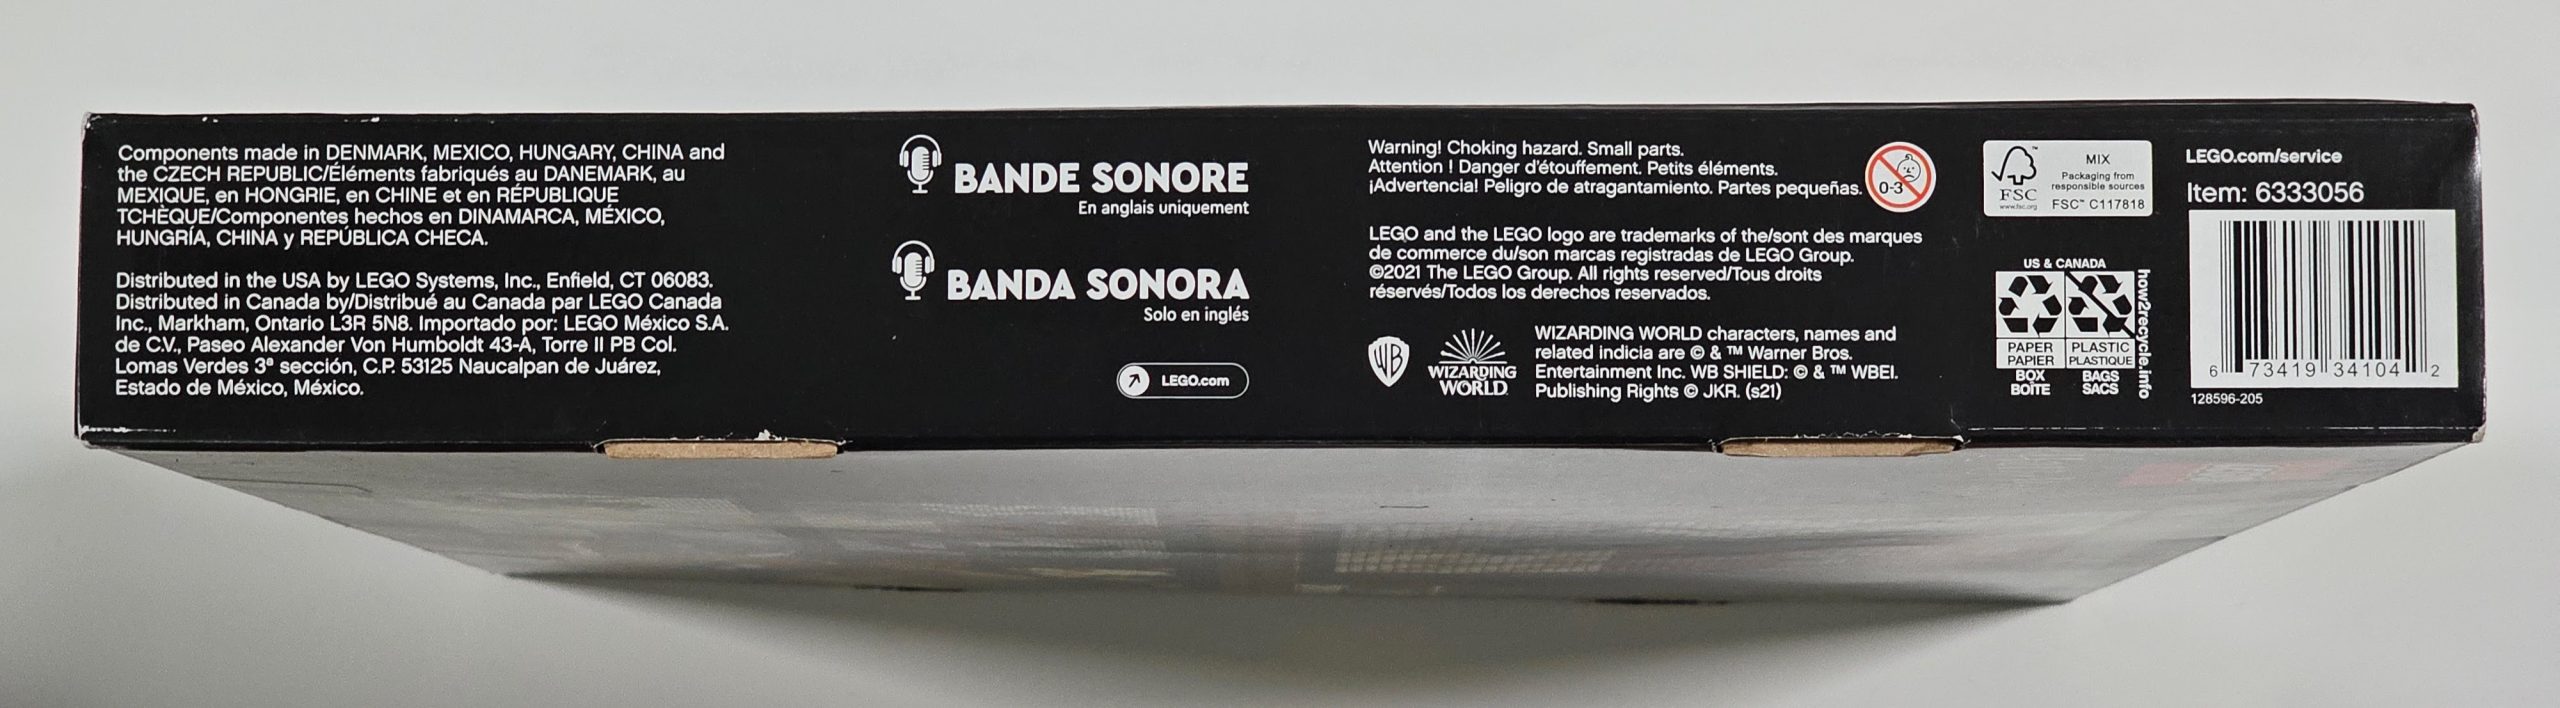 Components made in DENMARK, MEXICO, HUNGARY, CHINA and
the CZECH REPUBLIC/Éléments fabriqués au DANEMARK, au
MEXIQUE, en HONGRIE, en CHINE et en RÉPUBLIQUE
TCHÈQUE/Componentes hechos en DINAMARCA, MÉXICO,
HUNGRÍA, CHINA y REPÚBLICA CHECA.
Distributed in the USA by LEGO Systems, Inc., Enfield, CT 06083.
Distributed in Canada by/Distribué au Canada par LEGO Canada
Inc., Markham, Ontario L3R 5N8. Importado por: LEGO México S.A.
de C.V., Paseo Alexander Von Humboldt 43-A, Torre II PB Col.
Lomas Verdes 3ª sección, C.P. 53125 Naucalpan de Juárez,
Estado de México, México.
BANDE SONORE
En anglais uniquement
BANDA SONORA
Solo en inglés
LEGO.com
Warning! Choking hazard. Small parts.
Attention ! Danger d'étouffement. Petits éléments.
¡Advertencia! Peligro de atragantamiento. Partes pequeñas.
0-3
LEGO and the LEGO logo are trademarks of the/sont des marques
de commerce du/son marcas registradas de LEGO Group.
©2021 The LEGO Group. All rights reserved/Tous droits
réservés/Todos los derechos reservados.
WB
WIZARDING
WORLD
WIZARDING WORLD characters, names and
related indicia are © & ™ Warner Bros.
Entertainment Inc. WB SHIELD: © & ™ WBEI.
Publishing Rights © JKR. (s21)
FSC
www.fsc.org
MIX
Packaging from
responsible sources
FSC™ C117818
US & CANADA
PAPER
PAPIER
BOX
BOÎTE
PLASTIC
PLASTIQUE
BAGS
SACS
how2recycle.info
LEGO.com/service
Item: 6333056
6 73419 34104 2
128596-205